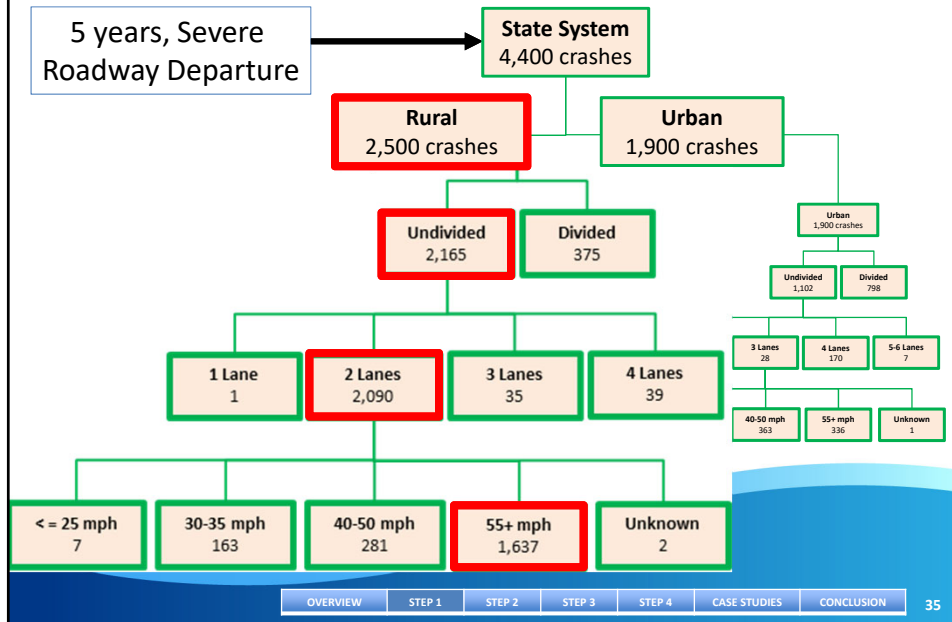 5 years, Severe
Roadway Departure
State System
4,400 crashes
Rural
2,500 crashes
Urban
1,900 crashes
Undivided
2,165
Divided
375
1 Lane
1
2 Lanes
2,090
3 Lanes
35
4 Lanes
39
< = 25 mph
7
30-35 mph
163
40-50 mph
281
55+ mph
1,637
Unknown
2
Urban
1,900 crashes
Undivided
1,102
Divided
798
3 Lanes
28
4 Lanes
170
5-6 Lanes
7
40-50 mph
363
55+ mph
336
Unknown
1
OVERVIEW
STEP 1
STEP 2
STEP 3
STEP 4
CASE STUDIES
CONCLUSION
35